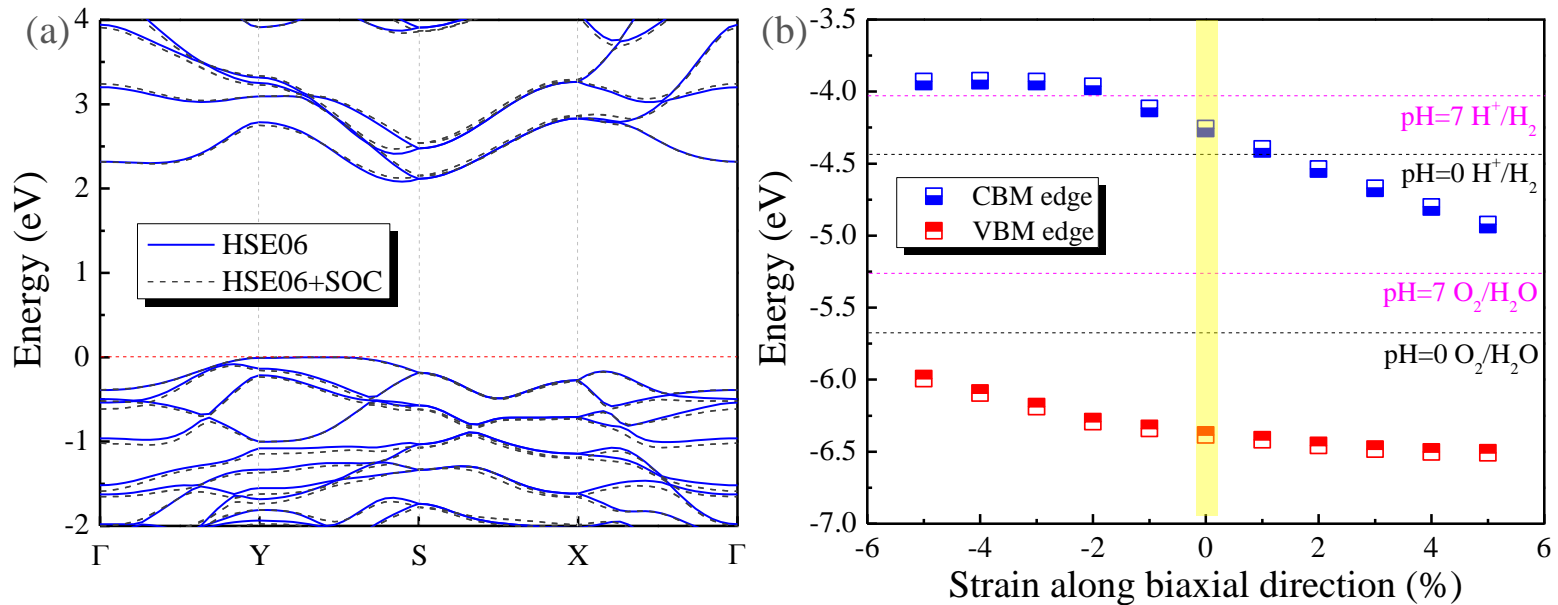 (a)
Energy (eV)
4
3
2
1
0
-1
-2
HSE06
HSE06+SOC
Γ Y S X Γ
(b)
Energy (eV)
-3.5
-4.0
-4.5
-5.0
-5.5
-6.0
-6.5
-7.0
pH=7 H⁺/H₂
pH=0 H⁺/H₂
CBM edge
VBM edge
pH=7 O₂/H₂O
pH=0 O₂/H₂O
-6 -4 -2 0 2 4 6
Strain along biaxial direction (%)